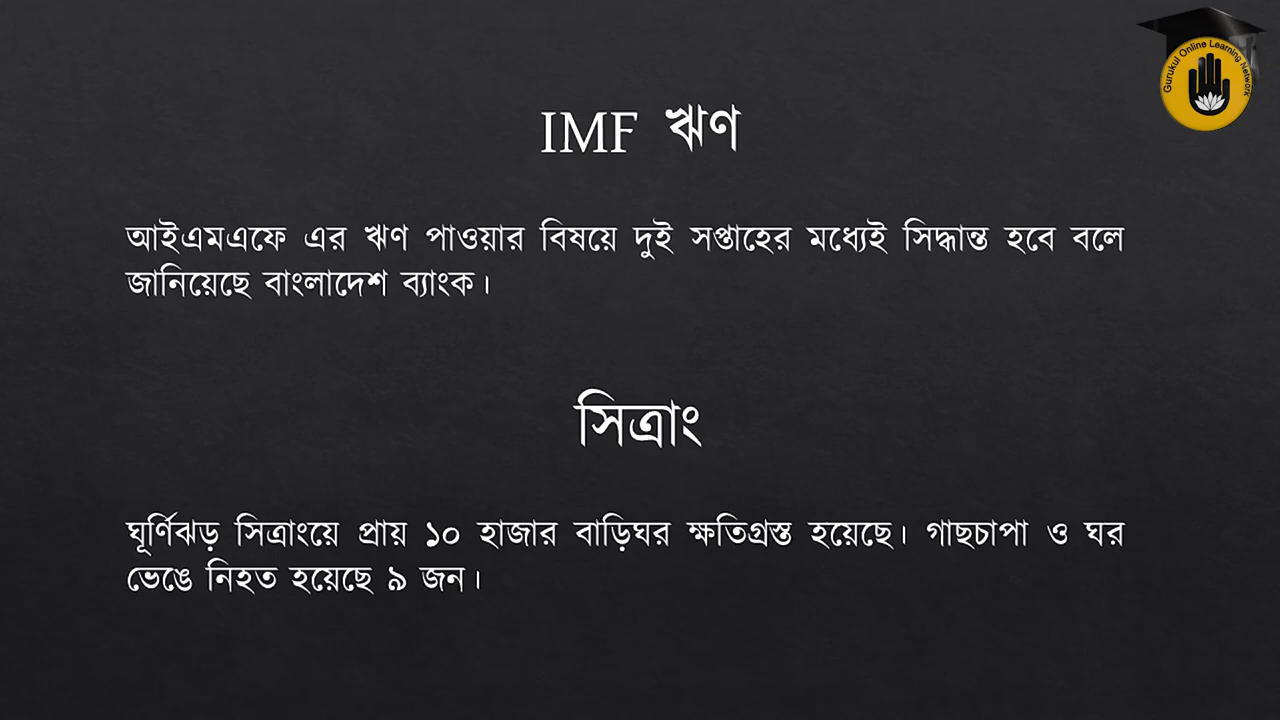 Gurukul Online Learning Network
IMF ঋণ
আইএমএফে এর ঋণ পাওয়ার বিষয়ে দুই সপ্তাহের মধ্যেই সিদ্ধান্ত হবে বলে
জানিয়েছে বাংলাদেশ ব্যাংক।
সিত্রাং
ঘূর্ণিঝড় সিত্রাংয়ে প্রায় ১০ হাজার বাড়িঘর ক্ষতিগ্রস্ত হয়েছে। গাছচাপা ও ঘর
ভেঙে নিহত হয়েছে ৯ জন।